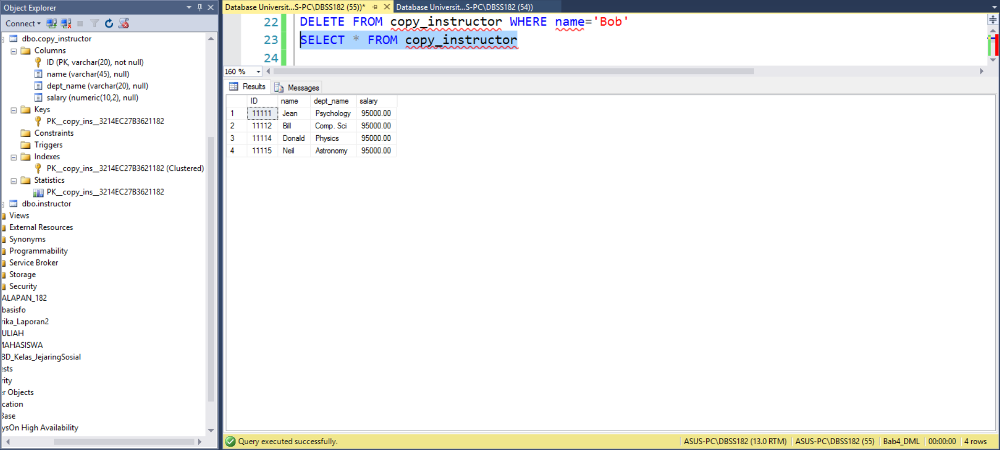 Object Explorer
Connect
dbo.copy_instructor
Columns
ID (PK, varchar(20), not null)
name (varchar(45), null)
dept_name (varchar(20), null)
salary (numeric(10,2), null)
Keys
PK__copy_ins__3214EC27B3621182
Constraints
Triggers
Indexes
PK__copy_ins__3214EC27B3621182 (Clustered)
Statistics
PK__copy_ins__3214EC27B3621182
dbo.instructor
Views
External Resources
Synonyms
Programmability
Service Broker
Storage
Security
ALAPAN_182
basisfo
rika_Laporan2
ULIAH
MAHASISWA
BD_Kelas_JejaringSosial
ests
rity
r Objects
cation
Base
ysOn High Availability
Database Universit...S-PC\DBSS182 (55))* Database Universit...S-PC\DBSS182 (54))
22 DELETE FROM copy_instructor WHERE name='Bob'
23 SELECT * FROM copy_instructor
24
160 %
Results Messages
ID name dept_name salary
1 11111 Jean Psychology 95000.00
2 11112 Bill Comp. Sci 95000.00
3 11114 Donald Physics 95000.00
4 11115 Neil Astronomy 95000.00
Query executed successfully. ASUS-PC\DBSS182 (13.0 RTM) ASUS-PC\DBSS182 (55) Bab4_DML 00:00:00 4 rows